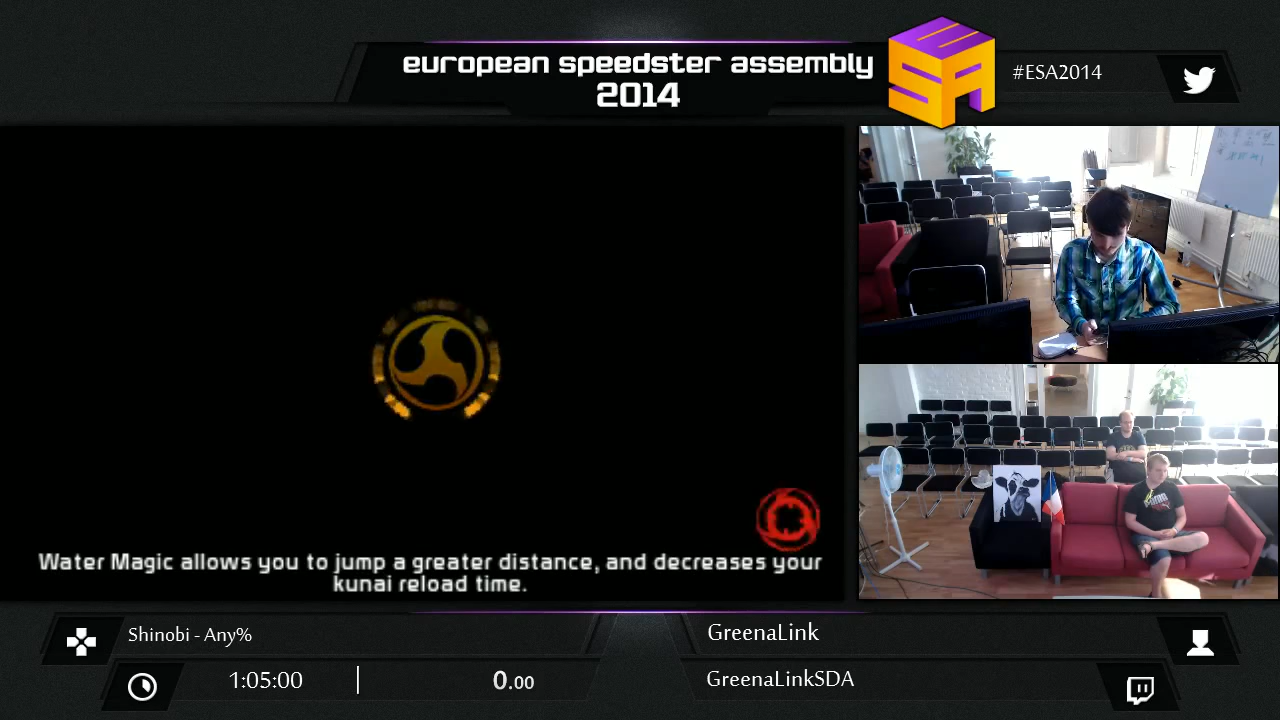 european speedster assembly
2014
ESA
#ESA2014
Water Magic allows you to jump a greater distance, and decreases your
kunai reload time.
Shinobi - Any%
GreenaLink
1:05:00
0.00
GreenaLinkSDA